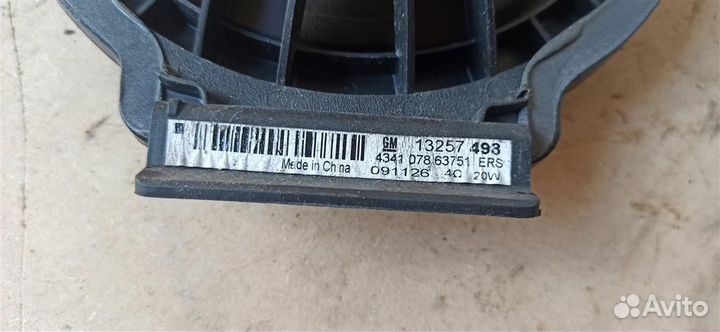 GM 13257 493
4341 078 63751 ERS
Made in China
091126 4Ω 20W
Avito